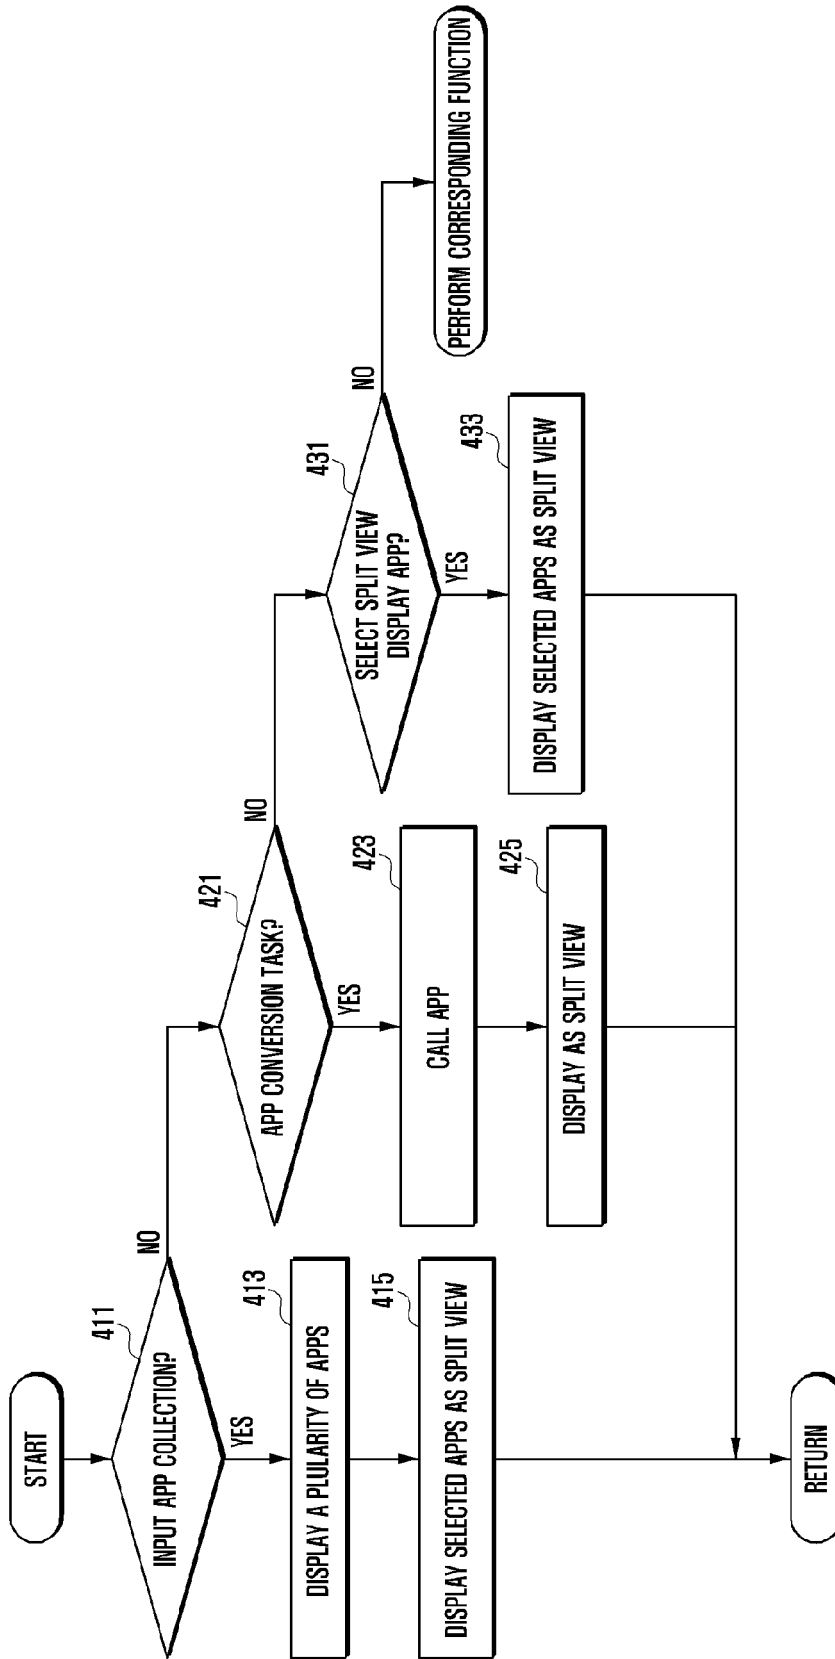 START
411
INPUT APP COLLECTION?
NO
YES
413
DISPLAY A PLURALITY OF APPS
415
DISPLAY SELECTED APPS AS SPLIT VIEW
RETURN
421
APP CONVERSION TASK?
NO
YES
423
CALL APP
425
DISPLAY AS SPLIT VIEW
431
SELECT SPLIT VIEW
DISPLAY APP?
NO
YES
433
DISPLAY SELECTED APPS AS SPLIT VIEW
PERFORM CORRESPONDING FUNCTION